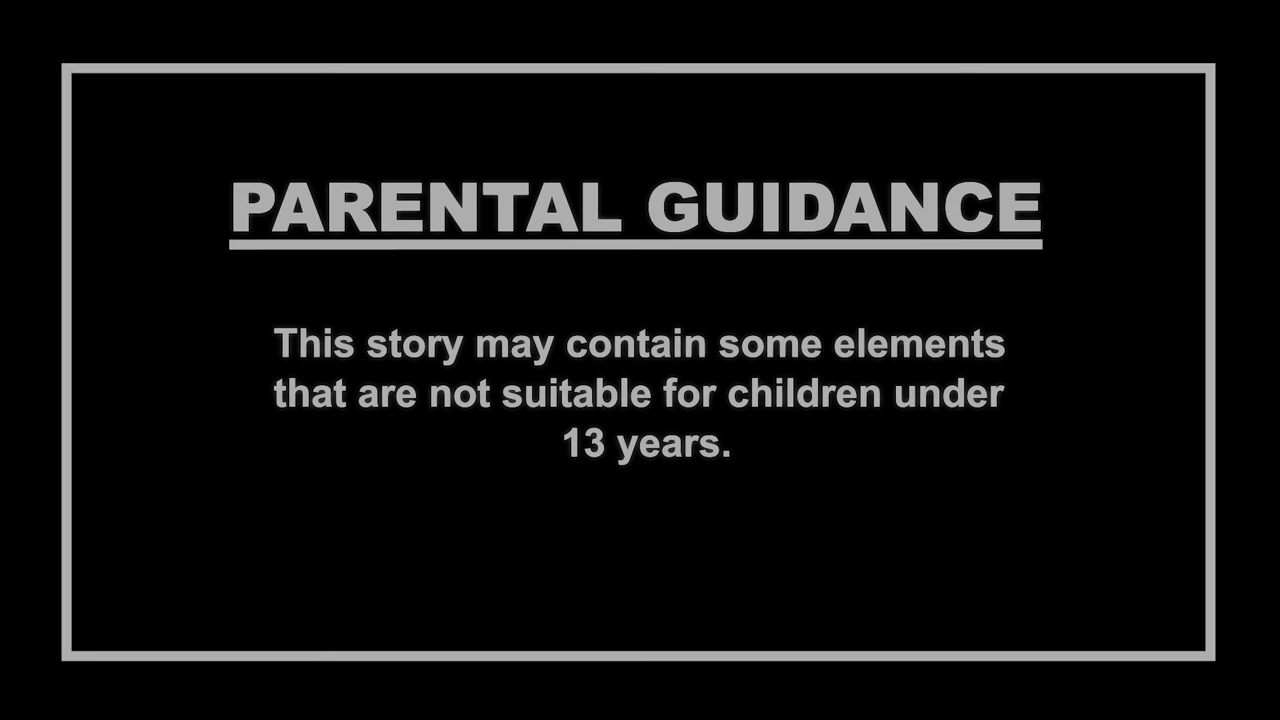 PARENTAL GUIDANCE
This story may contain some elements
that are not suitable for children under
13 years.